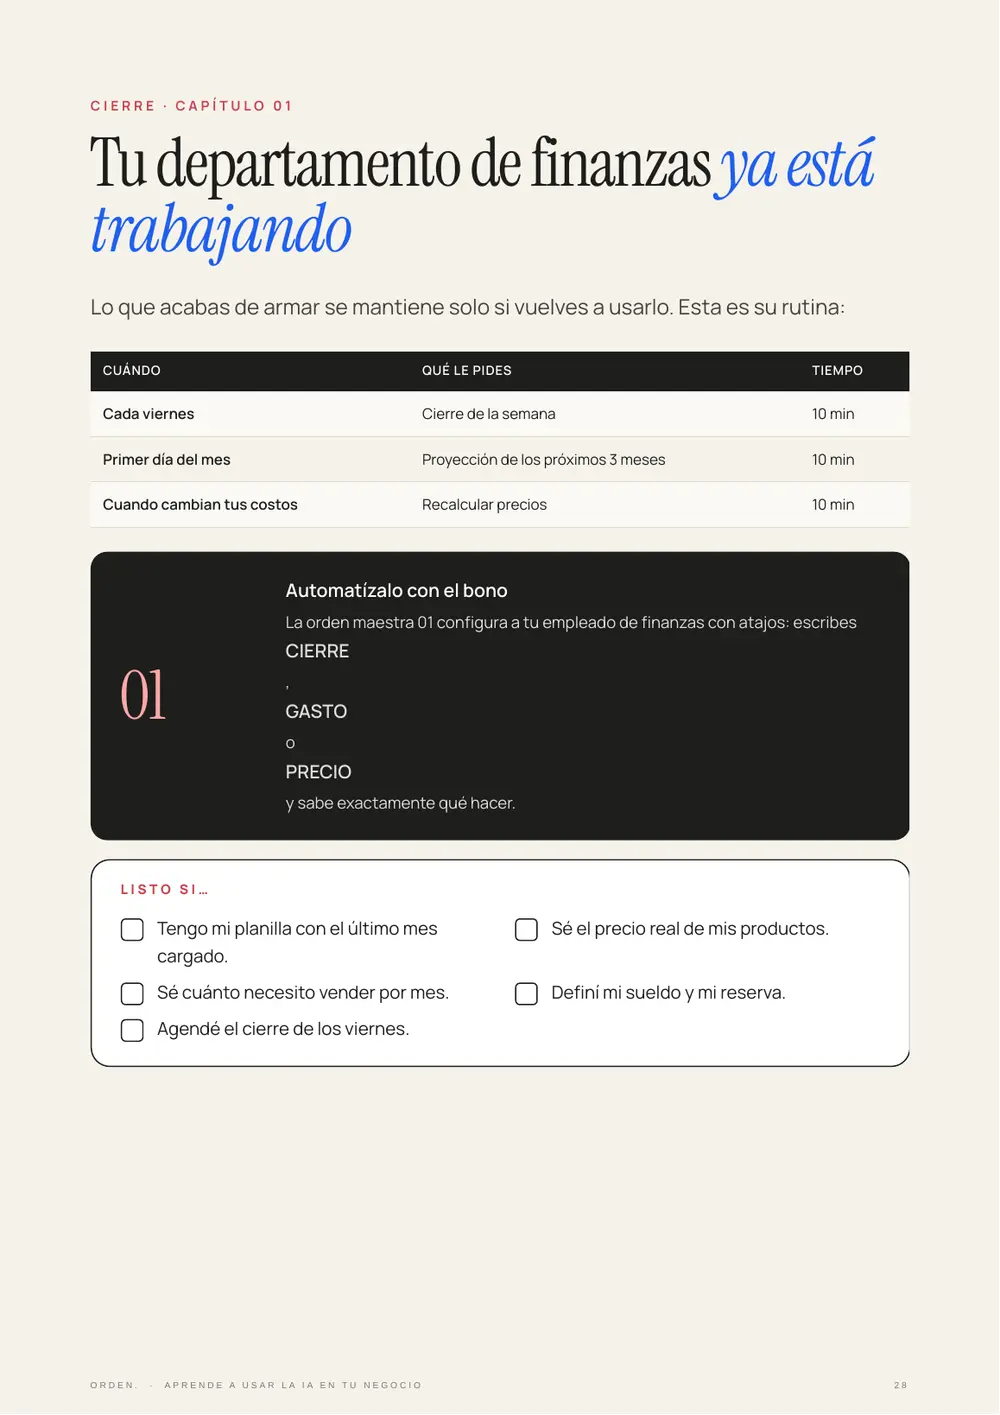 CIERRE · CAPÍTULO 01
Tu departamento de finanzas ya está
trabajando
Lo que acabas de armar se mantiene solo si vuelves a usarlo. Esta es su rutina:
CUÁNDO QUÉ LE PIDES TIEMPO
Cada viernes Cierre de la semana 10 min
Primer día del mes Proyección de los próximos 3 meses 10 min
Cuando cambian tus costos Recalcular precios 10 min
01
Automatízalo con el bono
La orden maestra 01 configura a tu empleado de finanzas con atajos: escribes
CIERRE
,
GASTO
o
PRECIO
y sabe exactamente qué hacer.
LISTO SI…
Tengo mi planilla con el último mes
cargado.
Sé el precio real de mis productos.
Sé cuánto necesito vender por mes.
Definí mi sueldo y mi reserva.
Agendé el cierre de los viernes.
ORDEN. · APRENDE A USAR LA IA EN TU NEGOCIO 28